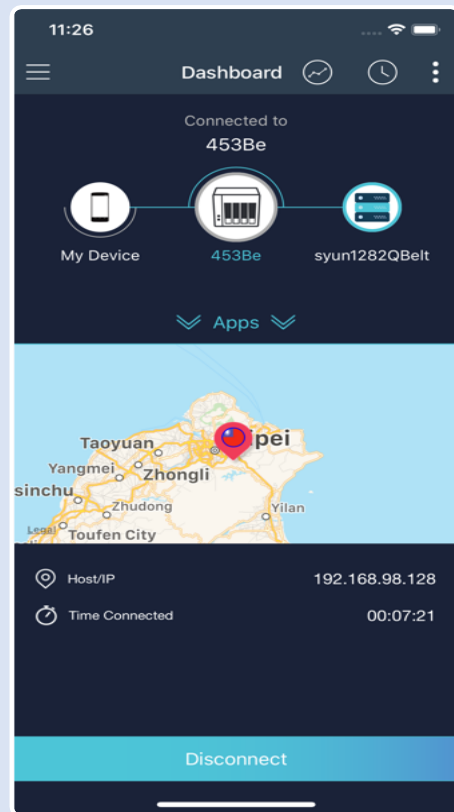 11:26
Dashboard
Connected to
453Be
My Device
453Be
syun1282QBelt
Apps
Taoyuan
Yangmei
Zhongli
sinchu
Zhudong
Yilan
Legal
Toufen City
Host/IP
192.168.98.128
Time Connected
00:07:21
Disconnect